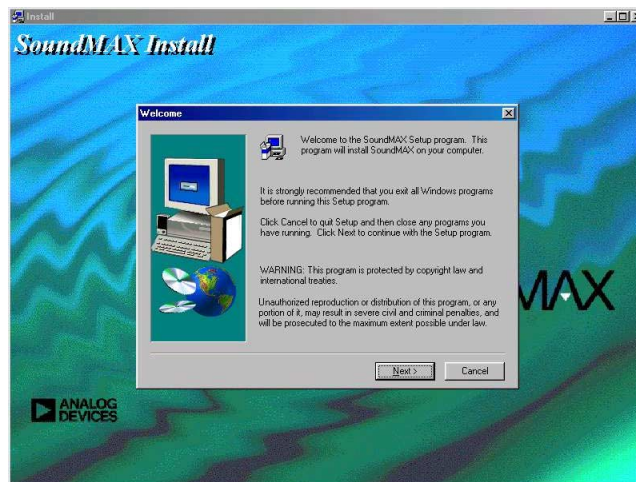 Install
SoundMAX Install
Welcome
Welcome to the SoundMAX Setup program. This
program will install SoundMAX on your computer.
It is strongly recommended that you exit all Windows programs
before running this Setup program.
Click Cancel to quit Setup and then close any programs you
have running. Click Next to continue with the Setup program.
WARNING: This program is protected by copyright law and
international treaties.
Unauthorized reproduction or distribution of this program, or any
portion of it, may result in severe civil and criminal penalties, and
will be prosecuted to the maximum extent possible under law.
MAX
Next >
Cancel
ANALOG
DEVICES